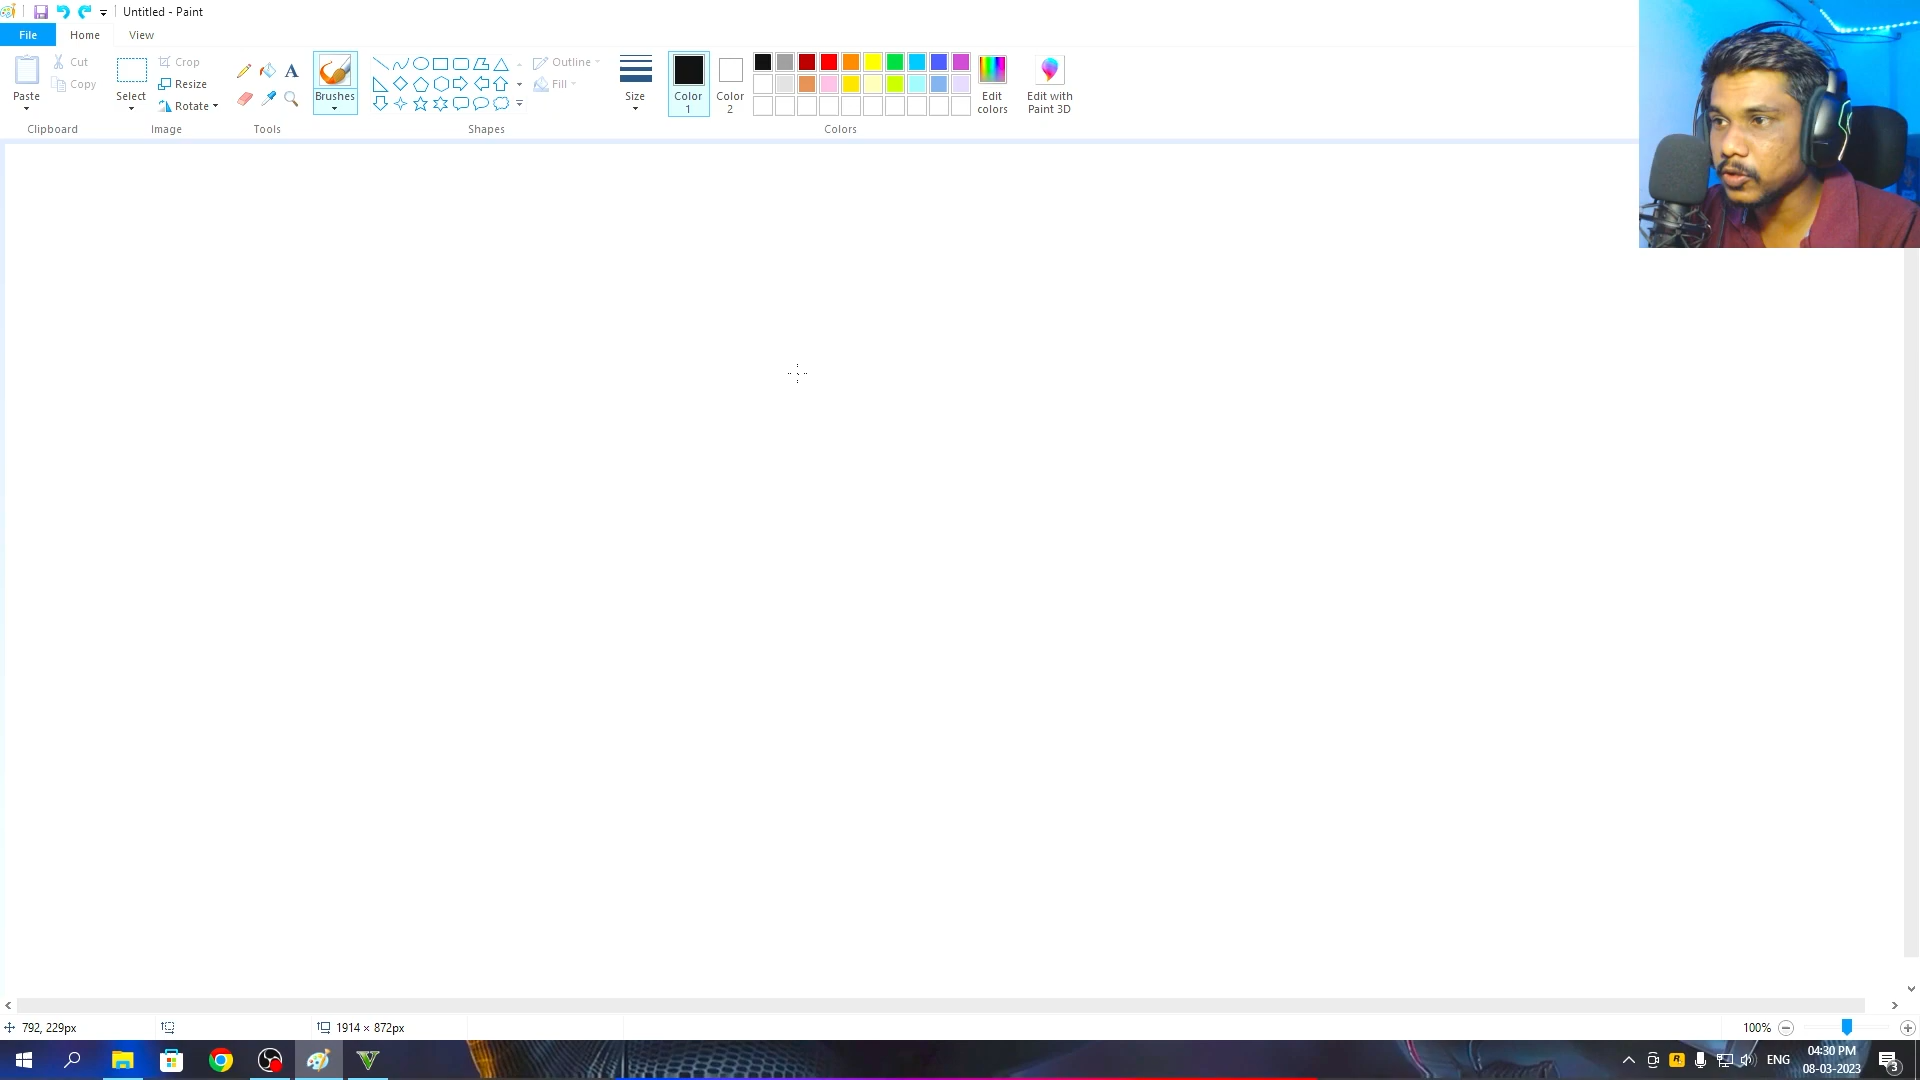 Untitled - Paint
File Home View
Paste Cut Copy
Clipboard
Select Crop Resize Rotate
Image
Tools
Brushes
Outline Fill
Shapes
Size
Color 1
Color 2
Edit colors
Edit with Paint 3D
Colors
792, 229px
1914 × 872px
100%
ENG
04:30 PM
08-03-2023
3